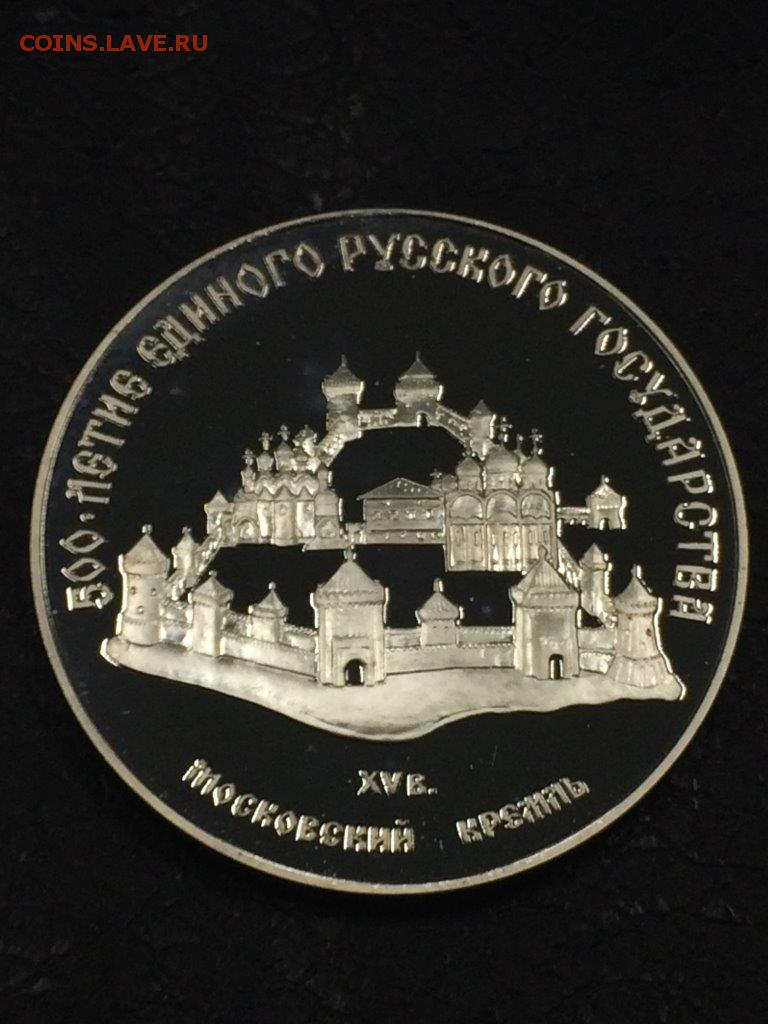 COINS.LAVE.RU
500-ЛЕТИЕ ЕДИНОГО РУССКОГО ГОСУДАРСТВА
XV В.
МОСКОВСКИЙ КРЕМЛЬ